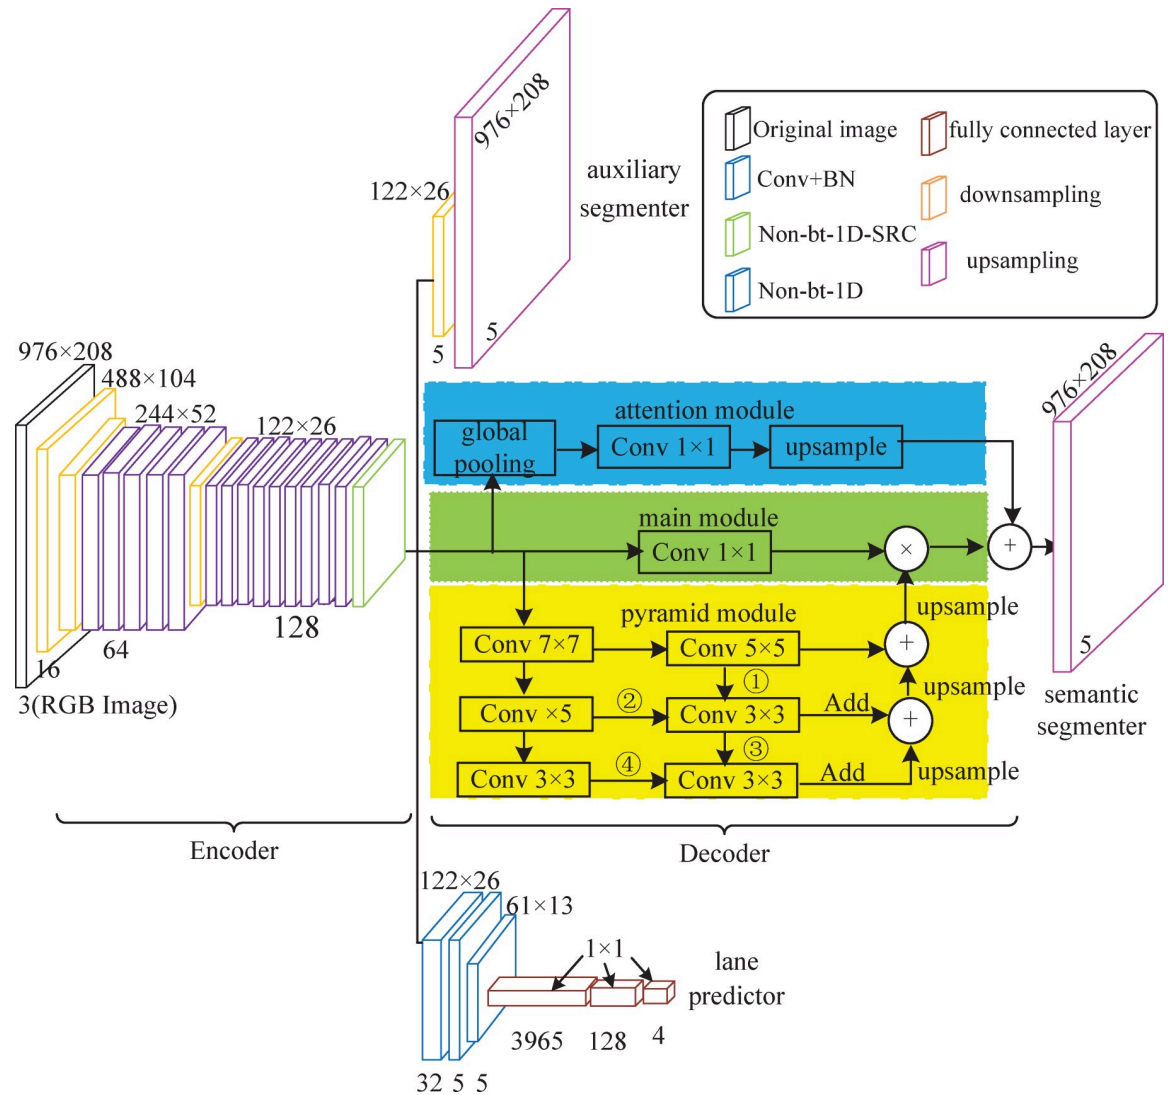 976×208
122×26
auxiliary
segmenter
5
5
Original image
Conv+BN
Non-bt-1D-SRC
Non-bt-1D
fully connected layer
downsampling
upsampling
976×208
488×104
244×52
122×26
16
64
128
3(RGB Image)
Encoder
attention module
global
pooling
Conv 1×1
upsample
main module
Conv 1×1
×
+
pyramid module
upsample
Conv 7×7
Conv 5×5
+
①
upsample
Conv ×5
②
Conv 3×3
Add
+
③
Conv 3×3
④
Conv 3×3
Add
upsample
Decoder
976×208
5
semantic
segmenter
122×26
61×13
1×1
lane
predictor
3965
128
4
32
5
5